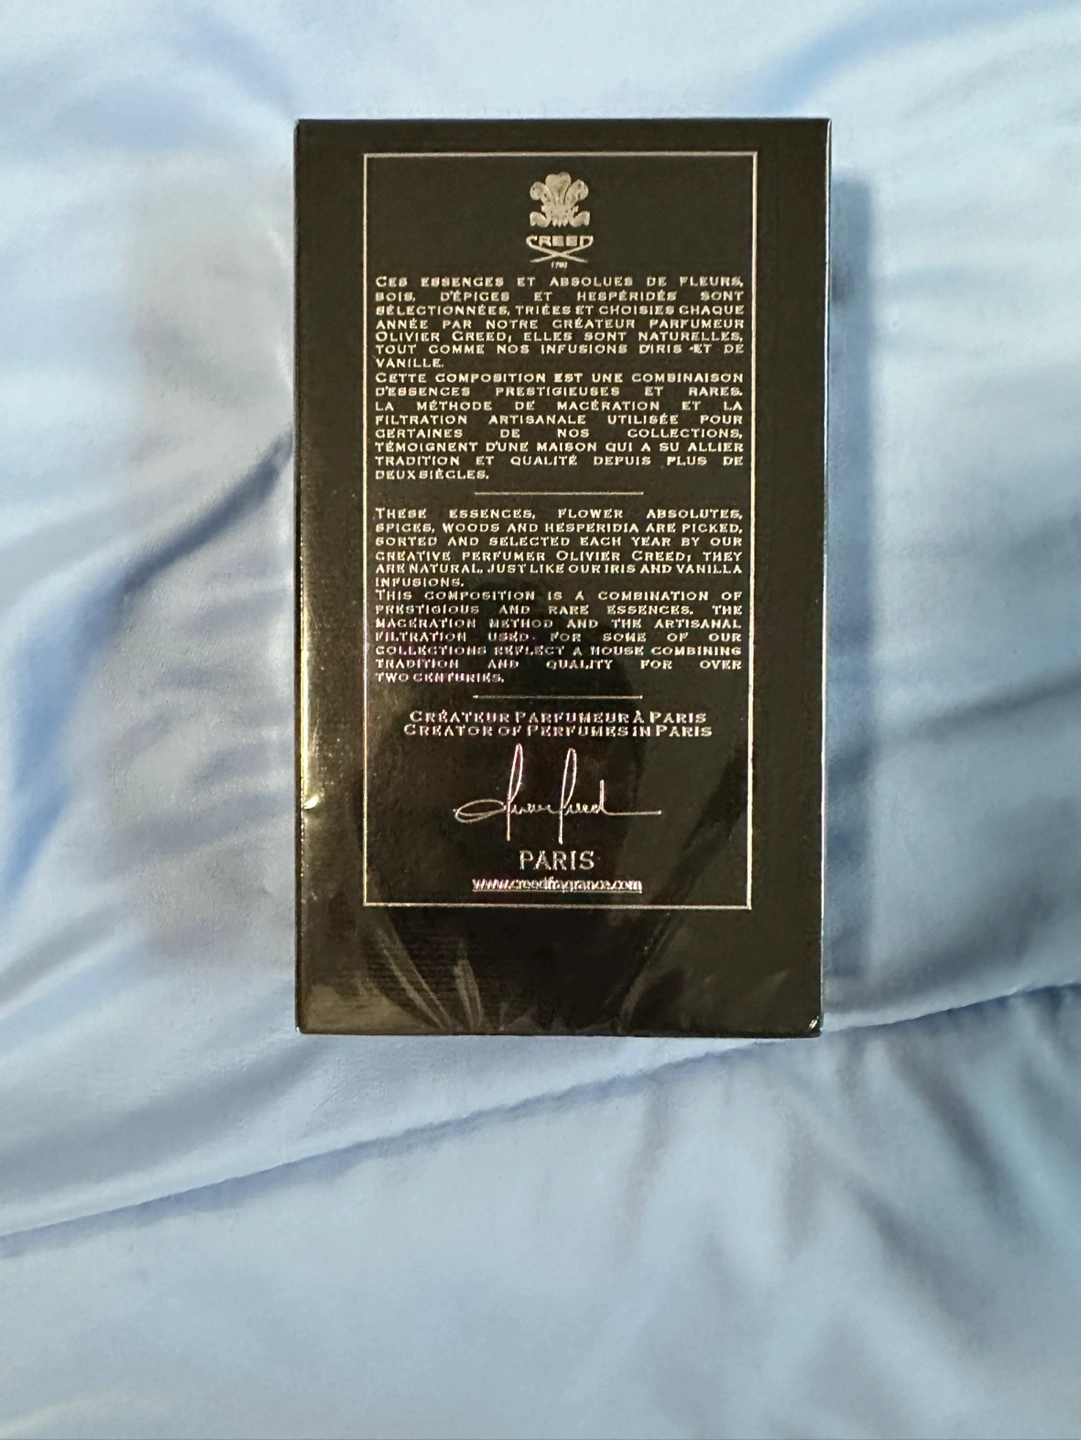 CREED
1760
CES ESSENCES ET ABSOLUES DE FLEURS,
BOIS, D'ÉPICES ET HESPÉRIDÉS SONT
SÉLECTIONNÉES, TRIÉES ET CHOISIES CHAQUE
ANNÉE PAR NOTRE CRÉATEUR PARFUMEUR
OLIVIER CREED; ELLES SONT NATURELLES,
TOUT COMME NOS INFUSIONS D'IRIS ET DE
VANILLE.
CETTE COMPOSITION EST UNE COMBINAISON
D'ESSENCES PRESTIGIEUSES ET RARES.
LA MÉTHODE DE MACÉRATION ET LA
FILTRATION ARTISANALE UTILISÉE POUR
CERTAINES DE NOS COLLECTIONS,
TÉMOIGNENT D'UNE MAISON QUI A SU ALLIER
TRADITION ET QUALITÉ DEPUIS PLUS DE
DEUX SIÈCLES.
THESE ESSENCES, FLOWER ABSOLUTES,
SPICES, WOODS AND HESPERIDIA ARE PICKED,
SORTED AND SELECTED EACH YEAR BY OUR
CREATIVE PERFUMER OLIVIER CREED; THEY
ARE NATURAL, JUST LIKE OUR IRIS AND VANILLA
INFUSIONS.
THIS COMPOSITION IS A COMBINATION OF
PRESTIGIOUS AND RARE ESSENCES. THE
MACERATION METHOD AND THE ARTISANAL
FILTRATION USED FOR SOME OF OUR
COLLECTIONS REFLECT A HOUSE COMBINING
TRADITION AND QUALITY FOR OVER
TWO CENTURIES.
CRÉATEUR PARFUMEUR À PARIS
CREATOR OF PERFUMES IN PARIS
Olivier Creed
PARIS
www.creedfragrance.com